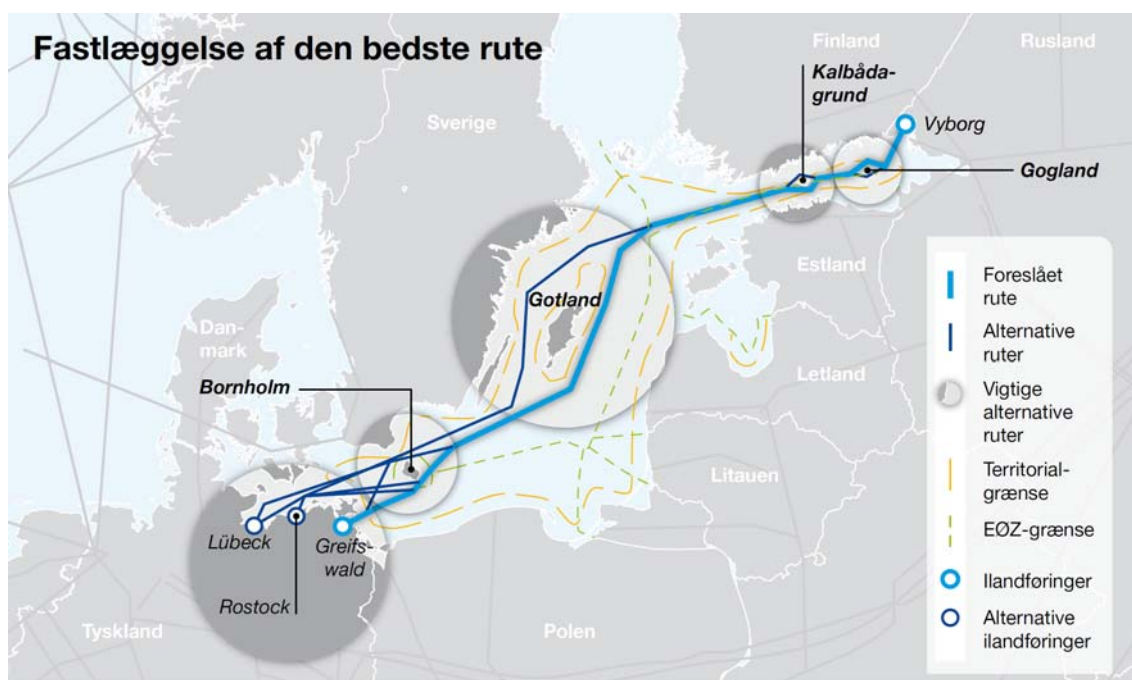 Fastlæggelse af den bedste rute
Finland
Rusland
Kalbåda-
grund
Sverige
Vyborg
Gogland
Estland
Gotland
Dan-
mark
Letland
Bornholm
Litauen
Lübeck
Greifs-
wald
Rostock
Tyskland
Polen
Foreslået
rute
Alternative
ruter
Vigtige
alternative
ruter
Territorial-
grænse
EØZ-grænse
Ilandføringer
Alternative
ilandføringer